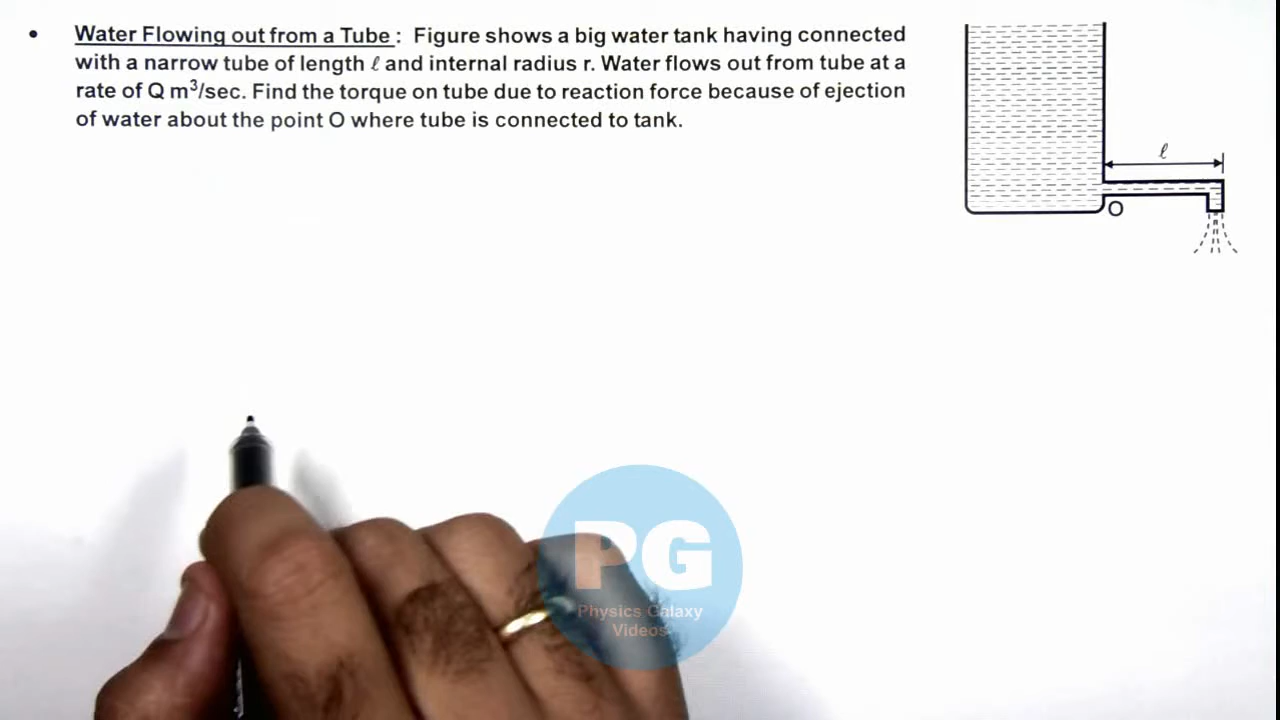 • Water Flowing out from a Tube : Figure shows a big water tank having connected
with a narrow tube of length ℓ and internal radius r. Water flows out from tube at a
rate of Q m³/sec. Find the torque on tube due to reaction force because of ejection
of water about the point O where tube is connected to tank.
ℓ
O
PG
Physics Galaxy
Videos